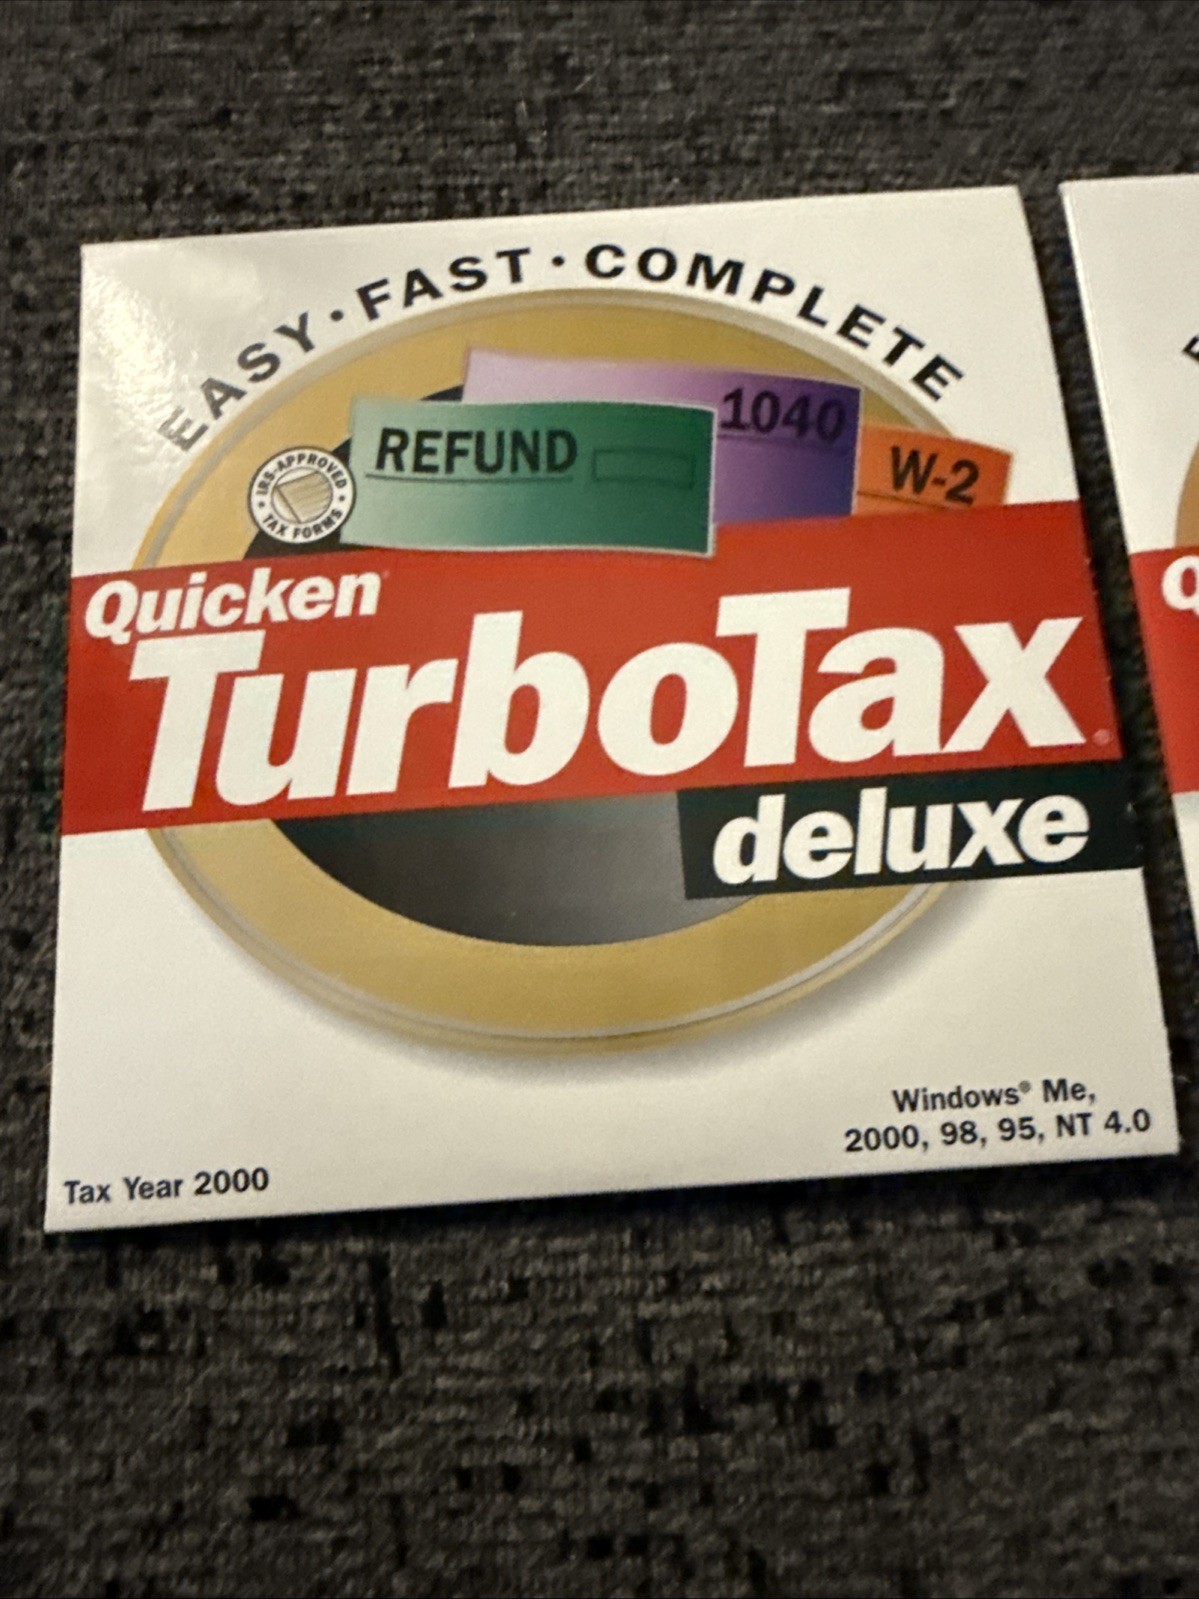 EASY · FAST · COMPLETE
REFUND
1040
W-2
IRS-APPROVED
TAX FORMS
Quicken
TurboTax®
deluxe
Windows® Me,
2000, 98, 95, NT 4.0
Tax Year 2000